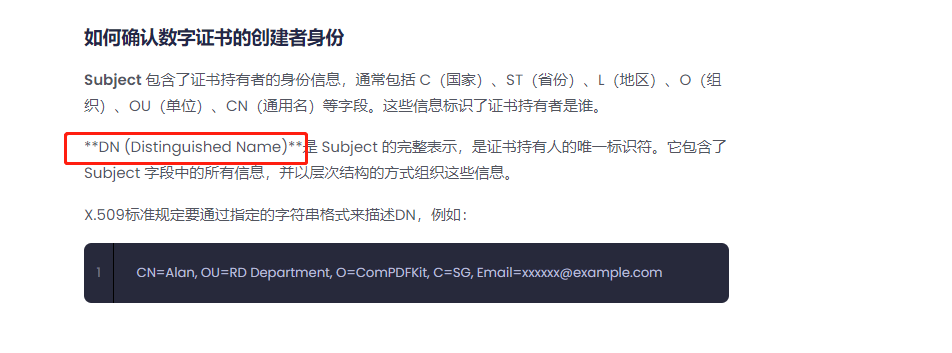 如何确认数字证书的创建者身份
Subject 包含了证书持有者的身份信息，通常包括 C（国家）、ST（省份）、L（地区）、O（组
织）、OU（单位）、CN（通用名）等字段。这些信息标识了证书持有者是谁。
**DN (Distinguished Name)**是 Subject 的完整表示，是证书持有人的唯一标识符。它包含了
Subject 字段中的所有信息，并以层次结构的方式组织这些信息。
X.509标准规定要通过指定的字符串格式来描述DN，例如：
1 CN=Alan, OU=RD Department, O=ComPDFKit, C=SG, Email=xxxxxx@example.com